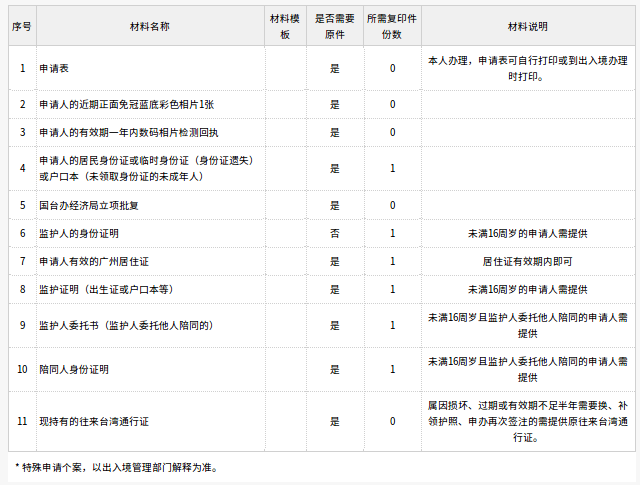 序号 材料名称 材料模板 是否需要原件 所需复印件份数 材料说明
1 申请表 是 0 本人办理，申请表可自行打印或到出入境办理时打印。
2 申请人的近期正面免冠蓝底彩色相片1张 是 0
3 申请人的有效期一年内数码相片检测回执 是 0
4 申请人的居民身份证或临时身份证（身份证遗失）或户口本（未领取身份证的未成年人） 是 1
5 国台办经济局立项批复 是 0
6 监护人的身份证明 否 1 未满16周岁的申请人需提供
7 申请人有效的广州居住证 是 1 居住证有效期内即可
8 监护证明（出生证或户口本等） 是 1 未满16周岁的申请人需提供
9 监护人委托书（监护人委托他人陪同的） 是 1 未满16周岁且监护人委托他人陪同的申请人需提供
10 陪同人身份证明 是 1 未满16周岁且监护人委托他人陪同的申请人需提供
11 现持有的往来台湾通行证 是 0 属因损坏、过期或有效期不足半年需要换、补领护照、申办再次签注的需提供原往来台湾通行证。
* 特殊申请个案，以出入境管理部门解释为准。